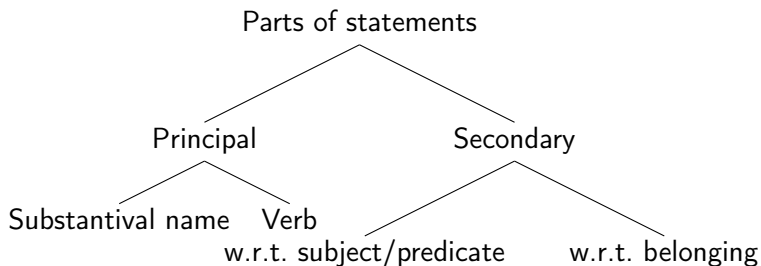 Parts of statements
Principal Secondary
Substantival name Verb
w.r.t. subject/predicate w.r.t. belonging